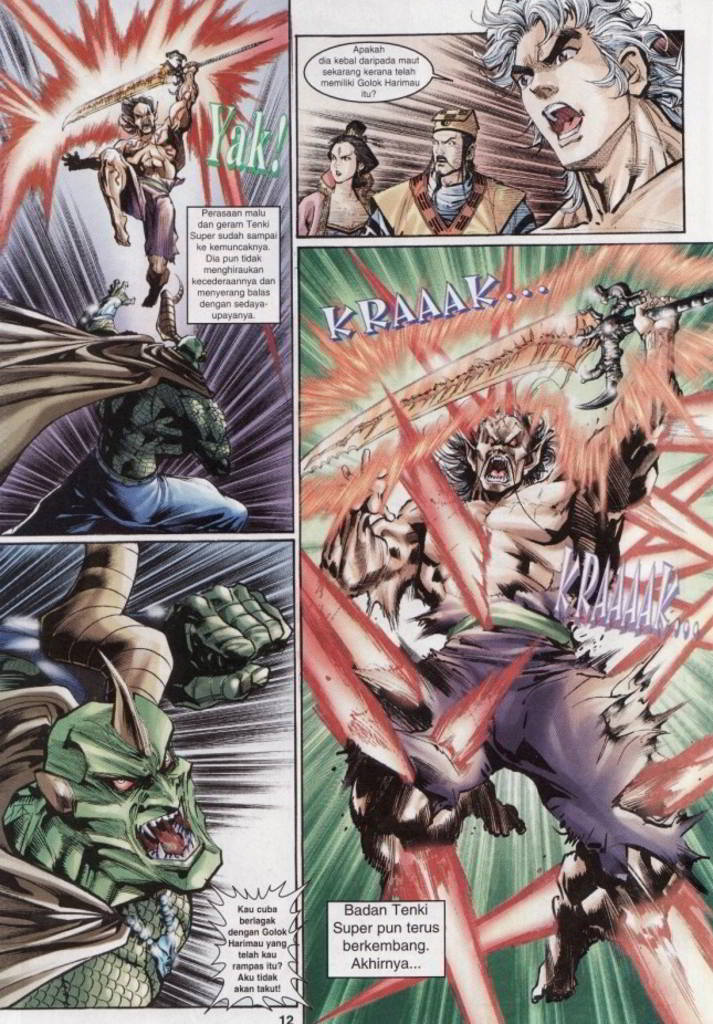 Yak!
Perasaan malu
dan geram Tenki
Super sudah sampai
ke kemuncaknya.
Dia pun tidak
menghiraukan
kecederaannya dan
menyerang balas
dengan sedaya-
upayanya.
Apakah
dia kebal daripada maut
sekarang kerana telah
memiliki Golok Harimau
itu?
KRAAAK...
KRAAAAK...
Kau cuba
berlagak
dengan Golok
Harimau yang
telah kau
rampas itu?
Aku tidak
akan takut!
Badan Tenki
Super pun terus
berkembang.
Akhirnya...
12